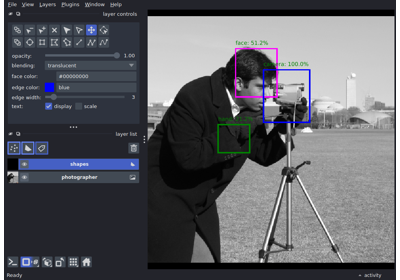 File View Layers Plugins Window Help
layer controls
opacity: 1.00
blending: translucent
face color: #00000000
edge color: blue
edge width: 3
text: display scale
layer list
shapes
photographer
Ready
activity
face: 51.2%
100.0%